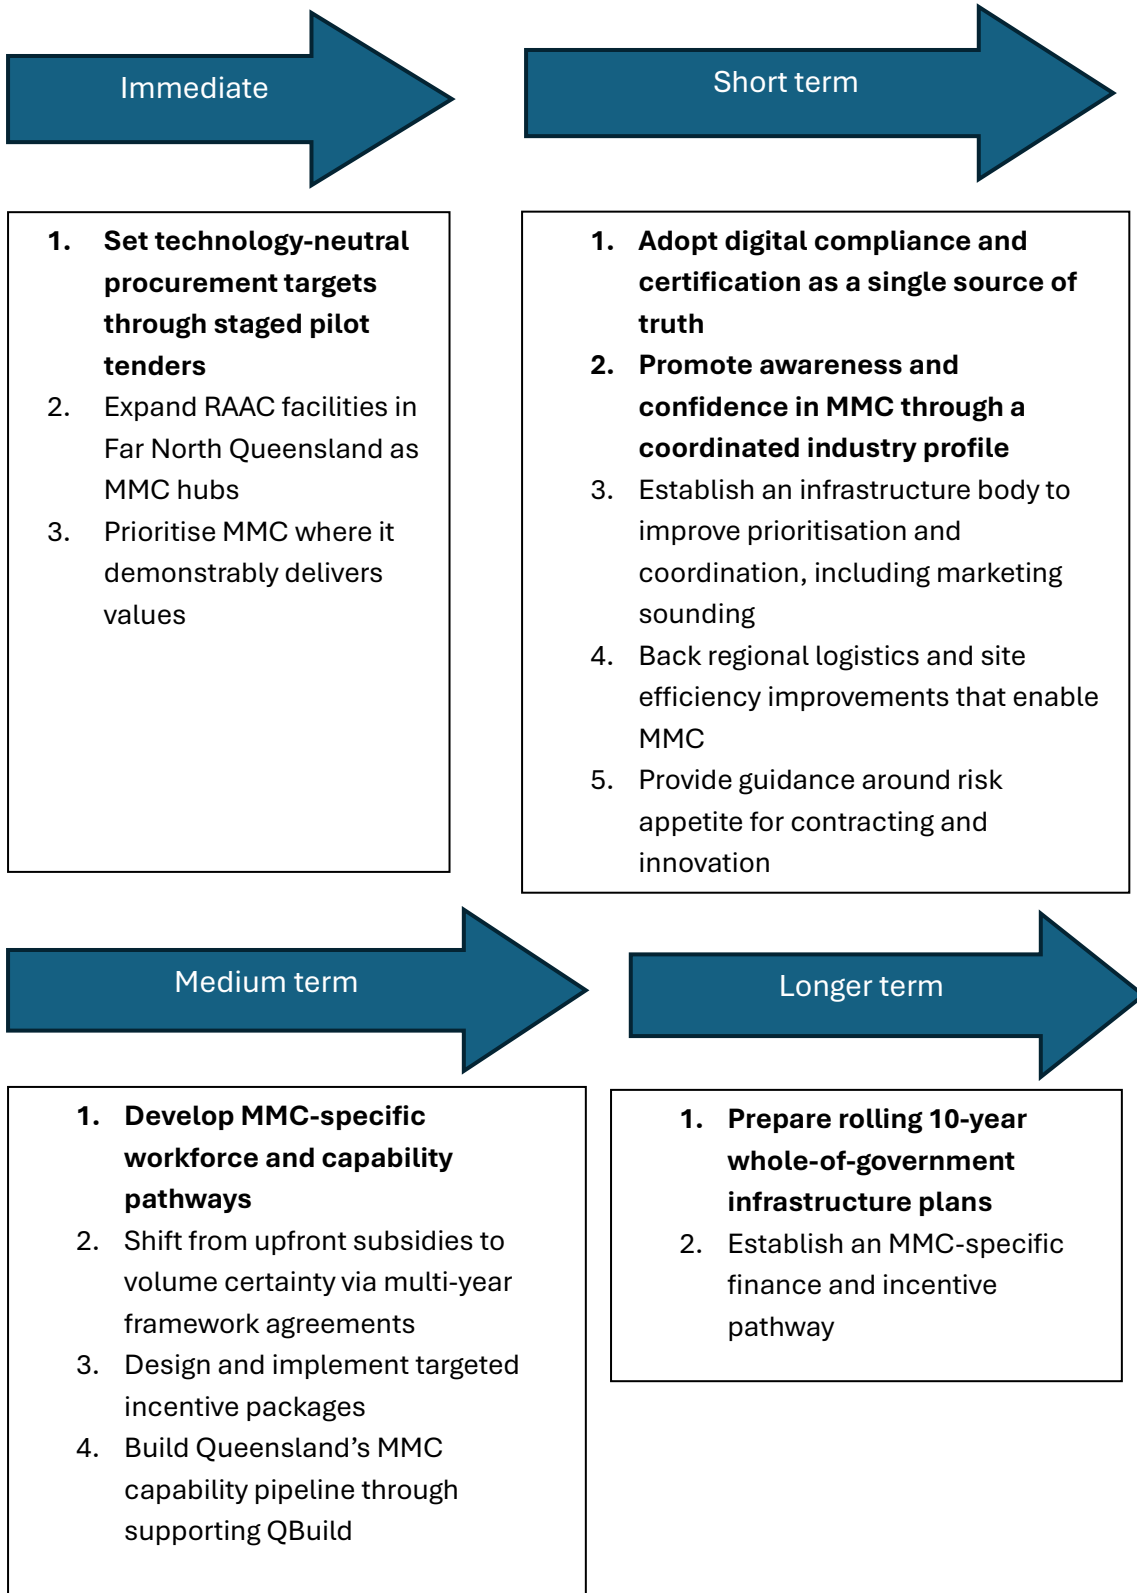 Immediate
1. Set technology-neutral
procurement targets
through staged pilot
tenders
2. Expand RAAC facilities in
Far North Queensland as
MMC hubs
3. Prioritise MMC where it
demonstrably delivers
values
Short term
1. Adopt digital compliance and
certification as a single source of
truth
2. Promote awareness and
confidence in MMC through a
coordinated industry profile
3. Establish an infrastructure body to
improve prioritisation and
coordination, including marketing
sounding
4. Back regional logistics and site
efficiency improvements that enable
MMC
5. Provide guidance around risk
appetite for contracting and
innovation
Medium term
1. Develop MMC-specific
workforce and capability
pathways
2. Shift from upfront subsidies to
volume certainty via multi-year
framework agreements
3. Design and implement targeted
incentive packages
4. Build Queensland’s MMC
capability pipeline through
supporting QBuild
Longer term
1. Prepare rolling 10-year
whole-of-government
infrastructure plans
2. Establish an MMC-specific
finance and incentive
pathway